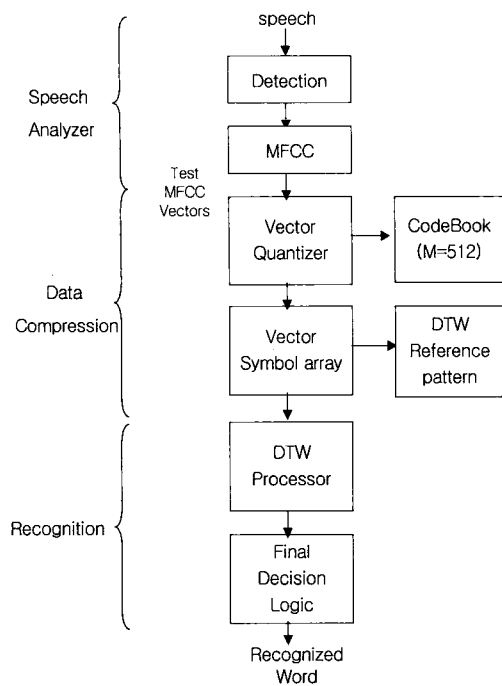 speech
Detection
Speech
Analyzer
MFCC
Test
MFCC
Vectors
Vector
Quantizer
CodeBook
(M=512)
Data
Compression
Vector
Symbol array
DTW
Reference
pattern
DTW
Processor
Recognition
Final
Decision
Logic
Recognized
Word